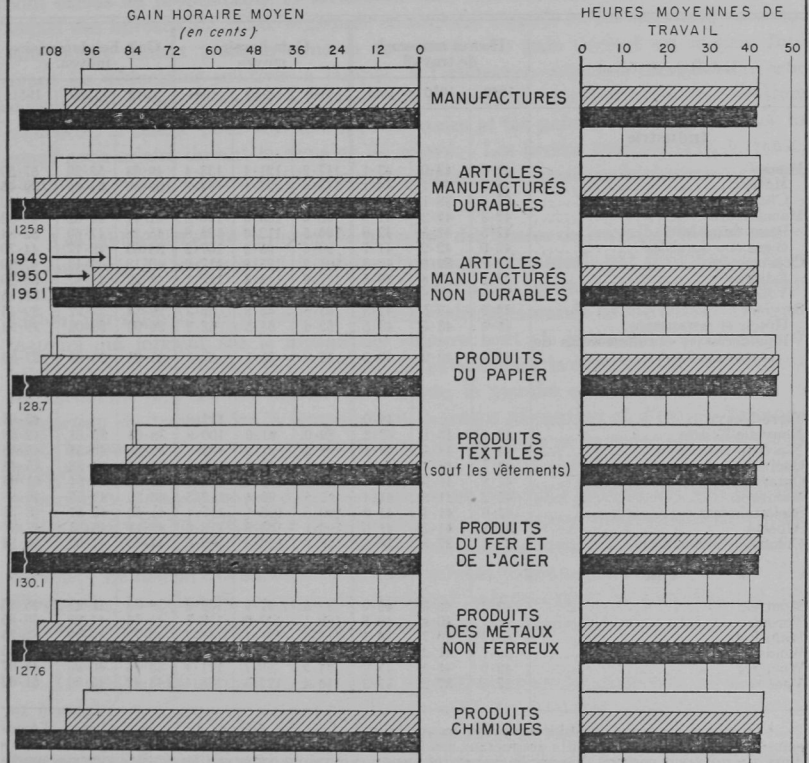 GAIN HORAIRE MOYEN
(en cents)
108 96 84 72 60 48 36 24 12 0
HEURES MOYENNES DE
TRAVAIL
0 10 20 30 40 50
MANUFACTURES
ARTICLES
MANUFACTURÉS
DURABLES
125.8
1949
1950
1951
ARTICLES
MANUFACTURÉS
NON DURABLES
PRODUITS
DU PAPIER
128.7
PRODUITS
TEXTILES
(sauf les vêtements)
PRODUITS
DU FER ET
DE L'ACIER
130.1
PRODUITS
DES MÉTAUX
NON FERREUX
127.6
PRODUITS
CHIMIQUES